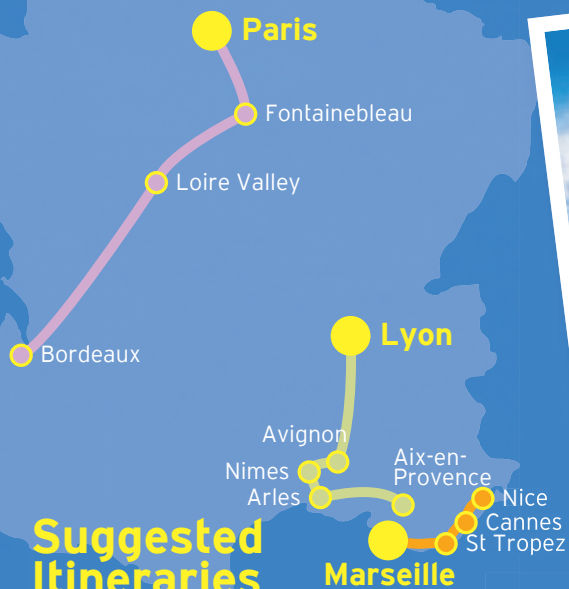 Paris
Fontainebleau
Loire Valley
Lyon
Bordeaux
Avignon
Aix-en-
Provence
Nimes
Arles
Nice
Cannes
St Tropez
Suggested
Itineraries
Marseille